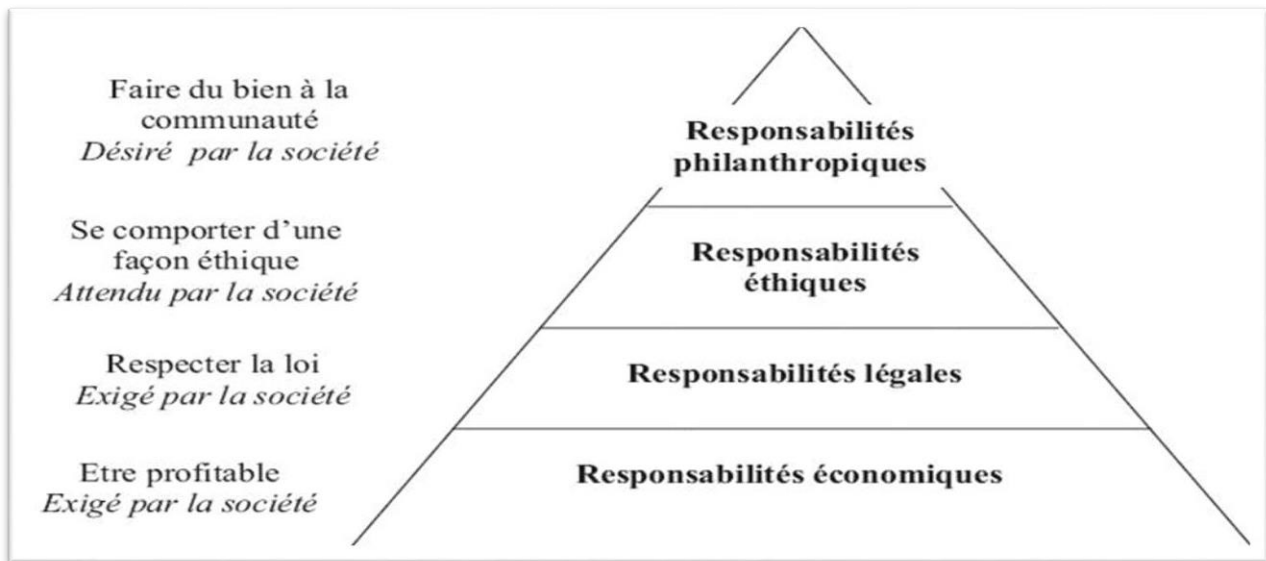 Faire du bien à la
communauté
Désiré par la société
Responsabilités
philanthropiques
Se comporter d'une
façon éthique
Attendu par la société
Responsabilités
éthiques
Respecter la loi
Exigé par la société
Responsabilités légales
Etre profitable
Exigé par la société
Responsabilités économiques